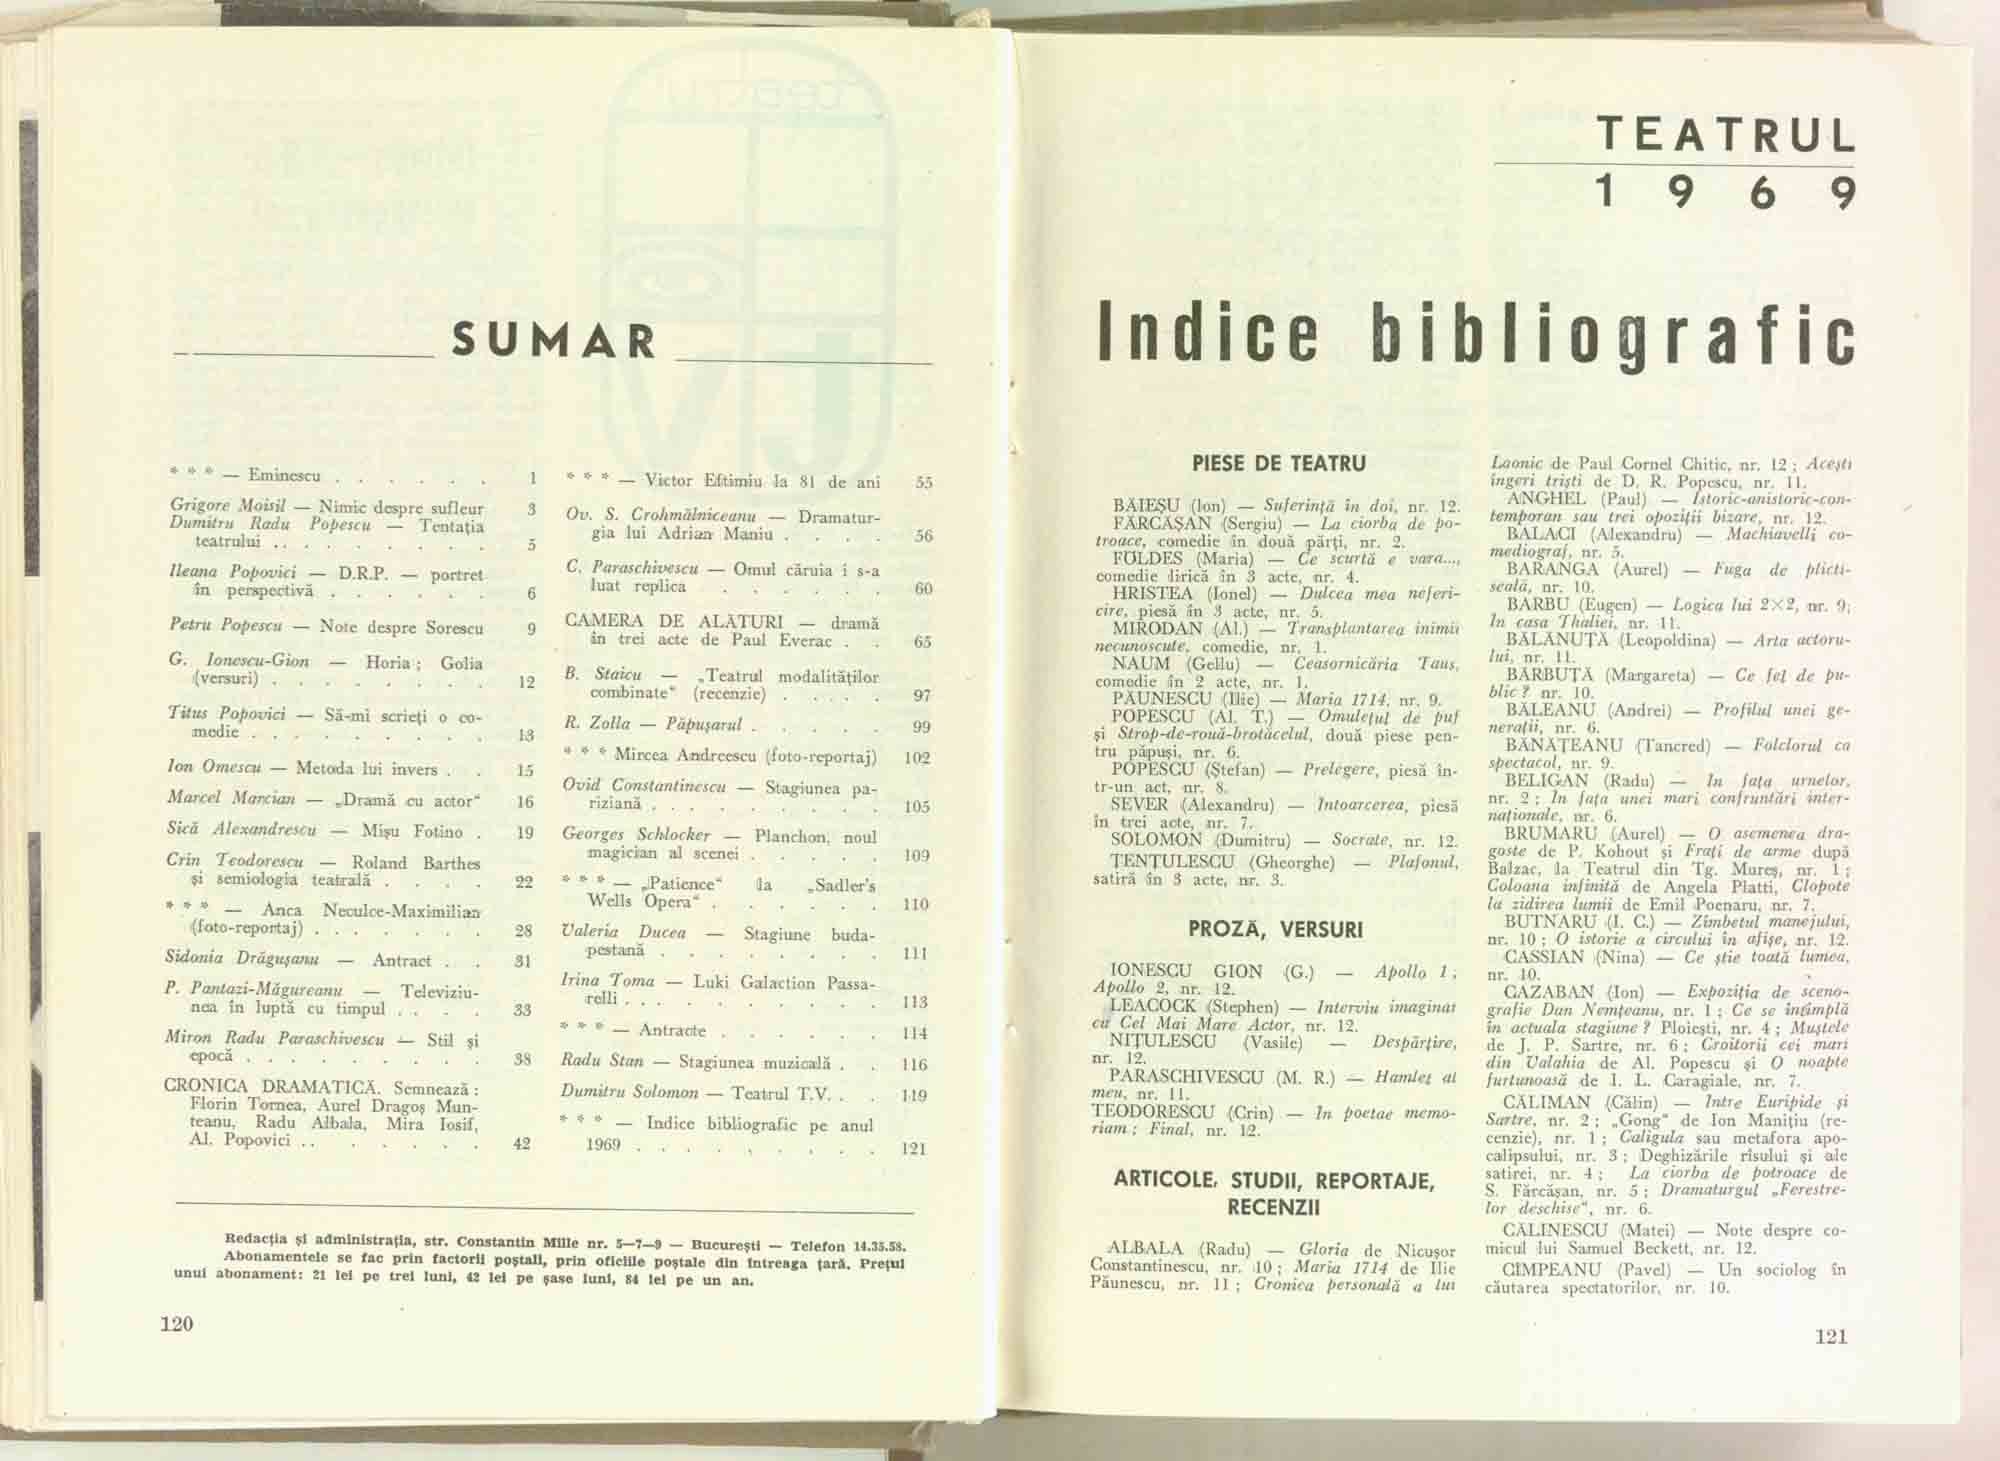 SUMAR
* * * — Eminescu . . . . . . 1
Grigore Moisil — Nimic despre sufleur 3
Dumitru Radu Popescu — Tentația
teatrului . . . . . . . . 5
Ileana Popovici — D.R.P. — portret
în perspectivă . . . . . . 6
Petru Popescu — Note despre Sorescu 9
G. Ionescu-Gion — Horia ; Golia
(versuri) . . . . . . . . 12
Titus Popovici — Să-mi scrieți o co-
medie . . . . . . . . . 13
Ion Omescu — Metoda lui invers . . 15
Marcel Marcian — „Dramă cu actor“ 16
Sică Alexandrescu — Mișu Fotino . 19
Crin Teodorescu — Roland Barthes
și semiologia teatrală . . . . 22
* * * — Anca Neculce-Maximilian
(foto-reportaj) . . . . . . . 28
Sidonia Drăgușanu — Antract . . 31
P. Pantazi-Măgureanu — Televiziu-
nea în luptă cu timpul . . . . 33
Miron Radu Paraschivescu — Stil și
epocă . . . . . . . . . 38
CRONICA DRAMATICĂ. Semnează :
Florin Tornea, Aurel Dragoș Mun-
teanu, Radu Albala, Mira Iosif,
Al. Popovici . . . . . . . 42
* * * — Victor Eftimiu la 81 de ani 55
Ov. S. Crohmălniceanu — Dramatur-
gia lui Adrian Maniu . . . . 56
C. Paraschivescu — Omul căruia i s-a
luat replica . . . . . . 60
CAMERA DE ALĂTURI — dramă
în trei acte de Paul Everac . . 65
B. Staicu — „Teatrul modalităților
combinate“ (recenzie) . . . . 97
R. Zolla — Păpușarul . . . . . 99
* * * Mircea Andreescu (foto-reportaj) 102
Ovid Constantinescu — Stagiunea pa-
riziană . . . . . . . . . 105
Georges Schlocker — Planchon, noul
magician al scenei . . . . . 109
* * * — „Patience“ la „Sadler's
Wells Opera“ . . . . . . 110
Valeria Ducea — Stagiune buda-
pestană . . . . . . . . 111
Irina Toma — Luki Galaction Passa-
relli . . . . . . . . . . 113
* * * — Antracte . . . . . . 114
Radu Stan — Stagiunea muzicală . . 116
Dumitru Solomon — Teatrul T.V. . . 119
* * * — Indice bibliografic pe anul
1969 . . . . . . . . . 121
Redacția și administrația, str. Constantin Mille nr. 5—7—9 — București — Telefon 14.35.58.
Abonamentele se fac prin factorii poștali, prin oficiile poștale din întreaga țară. Prețul
unui abonament: 21 lei pe trei luni, 42 lei pe șase luni, 84 lei pe un an.
120
TEATRUL
1969
Indice bibliografic
PIESE DE TEATRU
BĂIEȘU (Ion) — Suferință în doi, nr. 12.
FĂRCĂȘAN (Sergiu) — La ciorba de po-
troace, comedie în două părți, nr. 2.
FÖLDES (Maria) — Ce scurtă e vara...,
comedie lirică în 3 acte, nr. 4.
HRISTEA (Ionel) — Dulcea mea neferi-
cire, piesă în 3 acte, nr. 5.
MIRODAN (Al.) — Transplantarea inimii
necunoscute, comedie, nr. 1.
NAUM (Gellu) — Ceasornicăria Taus,
comedie în 2 acte, nr. 1.
PĂUNESCU (Ilie) — Maria 1714, nr. 9.
POPESCU (Al. T.) — Omulețul de puf
și Strop-de-rouă-brotăcelul, două piese pen-
tru păpuși, nr. 6.
POPESCU (Ștefan) — Prelegere, piesă în-
tr-un act, nr. 8.
SEVER (Alexandru) — Intoarcerea, piesă
în trei acte, nr. 7.
SOLOMON (Dumitru) — Socrate, nr. 12.
ȚENȚULESCU (Gheorghe) — Plafonul,
satiră în 3 acte, nr. 3.
PROZĂ, VERSURI
IONESCU GION (G.) — Apollo 1 ;
Apollo 2, nr. 12.
LEACOCK (Stephen) — Interviu imaginar
cu Cel Mai Mare Actor, nr. 12.
NIȚULESCU (Vasile) — Despărțire,
nr. 12.
PARASCHIVESCU (M. R.) — Hamlet al
meu, nr. 11.
TEODORESCU (Crin) — In poetae memo-
riam ; Final, nr. 12.
ARTICOLE, STUDII, REPORTAJE,
RECENZII
ALBALA (Radu) — Gloria de Nicușor
Constantinescu, nr. 10 ; Maria 1714 de Ilie
Păunescu, nr. 11 ; Cronica personală a lui
Laonic de Paul Cornel Chitic, nr. 12 ; Acești
îngeri triști de D. R. Popescu, nr. 11.
ANGHEL (Paul) — Istoric-anistoric-con-
temporan sau trei opoziții bizare, nr. 12.
BALACI (Alexandru) — Machiavelli co-
mediograf, nr. 5.
BARANGA (Aurel) — Fuga de plicti-
seală, nr. 10.
BARBU (Eugen) — Logica lui 2×2, nr. 9;
In casa Thaliei, nr. 11.
BĂLĂNUȚĂ (Leopoldina) — Arta actoru-
lui, nr. 11.
BĂRBUȚĂ (Margareta) — Ce fel de pu-
blic ? nr. 10.
BĂLEANU (Andrei) — Profilul unei ge-
nerații, nr. 6.
BĂNĂȚEANU (Tancred) — Folclorul ca
spectacol, nr. 9.
BELIGAN (Radu) — In fața urnelor,
nr. 2 ; In fața unei mari confruntări inter-
naționale, nr. 6.
BRUMARU (Aurel) — O asemenea dra-
goste de P. Kohout și Frați de arme după
Balzac, la Teatrul din Tg. Mureș, nr. 1 ;
Coloana infinită de Angela Plati, Clopote
la zidirea lumii de Emil Poenaru, nr. 7.
BUTNARU (I. C.) — Zîmbetul manejului,
nr. 10 ; O istorie a circului în afișe, nr. 12.
CASSIAN (Nina) — Ce știe toată lumea,
nr. 10.
CAZABAN (Ion) — Expoziția de sceno-
grafie Dan Nemțeanu, nr. 1 ; Ce se întîmplă
în actuala stagiune ? Ploiești, nr. 4 ; Muștele
de J. P. Sartre, nr. 6 ; Croitorii cei mari
din Valahia de Al. Popescu și O noapte
furtunoasă de I. L. Caragiale, nr. 7.
CĂLIMAN (Călin) — Intre Euripide și
Sartre, nr. 2 ; „Gong“ de Ion Manițiu (re-
cenzie), nr. 1 ; Caligula sau metafora apo-
calipsului, nr. 3 ; Deghizările rîsului și ale
satirei, nr. 4 ; La ciorba de potroace de
S. Fărcășan, nr. 5 ; Dramaturgul „Ferestre-
lor deschise“, nr. 6.
CĂLINESCU (Matei) — Note despre co-
micul lui Samuel Beckett, nr. 12.
CÎMPEANU (Pavel) — Un sociolog în
căutarea spectatorilor, nr. 10.
121